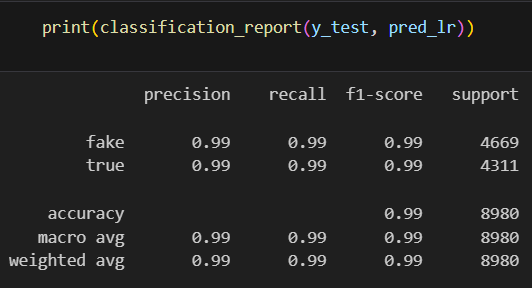 print(classification_report(y_test, pred_lr))
precision recall f1-score support
fake 0.99 0.99 0.99 4669
true 0.99 0.99 0.99 4311
accuracy 0.99 8980
macro avg 0.99 0.99 0.99 8980
weighted avg 0.99 0.99 0.99 8980